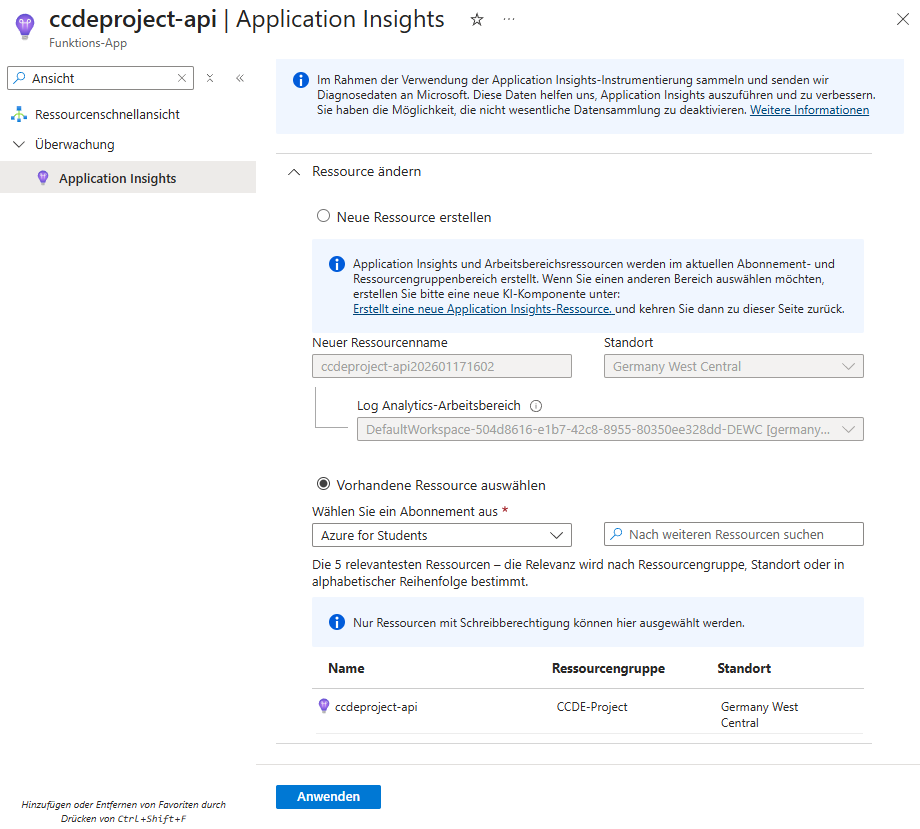 ccdeproject-api | Application Insights
Funktions-App
Ansicht
Ressourcenschnellansicht
Überwachung
Application Insights
Im Rahmen der Verwendung der Application Insights-Instrumentierung sammeln und senden wir
Diagnosedaten an Microsoft. Diese Daten helfen uns, Application Insights auszuführen und zu verbessern.
Sie haben die Möglichkeit, die nicht wesentliche Datensammlung zu deaktivieren. Weitere Informationen
Ressource ändern
Neue Ressource erstellen
Application Insights und Arbeitsbereichsressourcen werden im aktuellen Abonnement- und
Ressourcengruppenbereich erstellt. Wenn Sie einen anderen Bereich auswählen möchten,
erstellen Sie bitte eine neue KI-Komponente unter:
Erstellt eine neue Application Insights-Ressource. und kehren Sie dann zu dieser Seite zurück.
Neuer Ressourcenname
Standort
ccdeproject-api202601171602
Germany West Central
Log Analytics-Arbeitsbereich
DefaultWorkspace-504d8616-e1b7-42c8-8955-80350ee328dd-DEWC [germany...
Vorhandene Ressource auswählen
Wählen Sie ein Abonnement aus *
Azure for Students
Nach weiteren Ressourcen suchen
Die 5 relevantesten Ressourcen – die Relevanz wird nach Ressourcengruppe, Standort oder in
alphabetischer Reihenfolge bestimmt.
Nur Ressourcen mit Schreibberechtigung können hier ausgewählt werden.
Name Ressourcengruppe Standort
ccdeproject-api CCDE-Project Germany West
Central
Anwenden
Hinzufügen oder Entfernen von Favoriten durch
Drücken von Ctrl+Shift+F